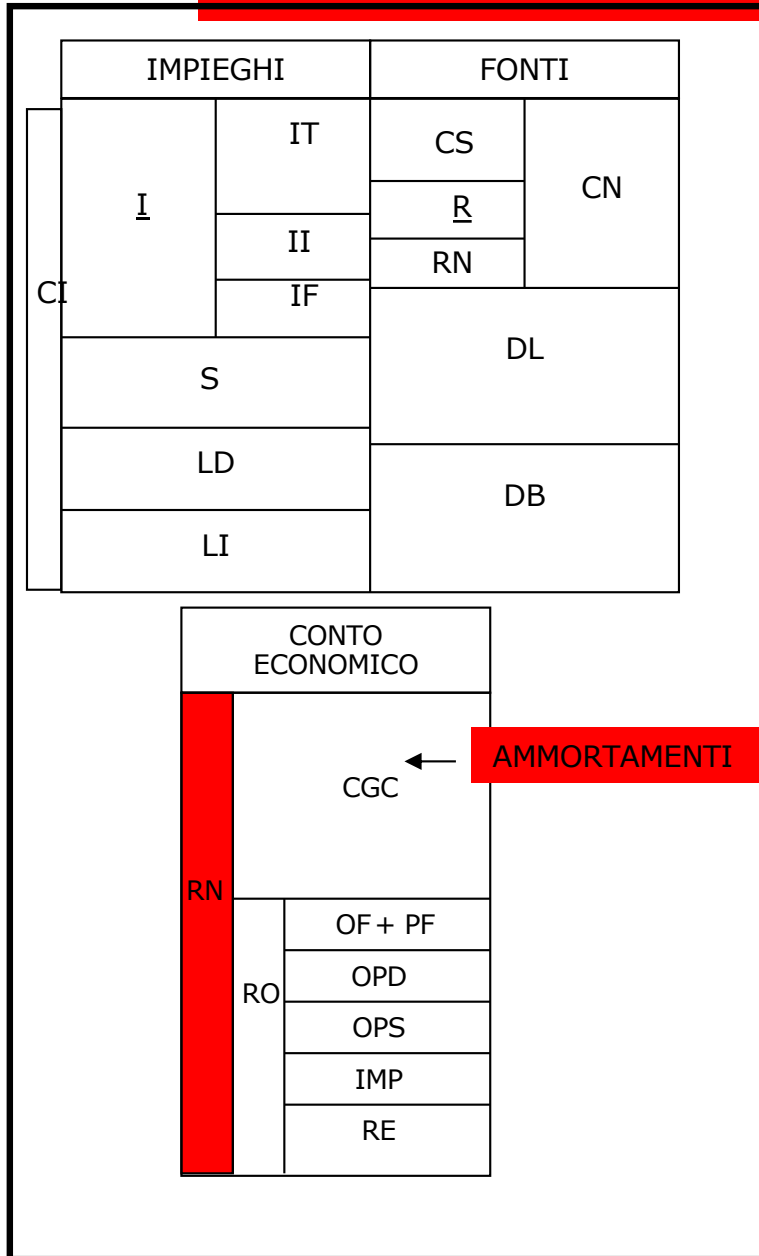 IMPIEGHI
FONTI
CI
I
IT
II
IF
S
LD
LI
CS
R
RN
CN
DL
DB
CONTO
ECONOMICO
RN
CGC
AMMORTAMENTI
RO
OF + PF
OPD
OPS
IMP
RE